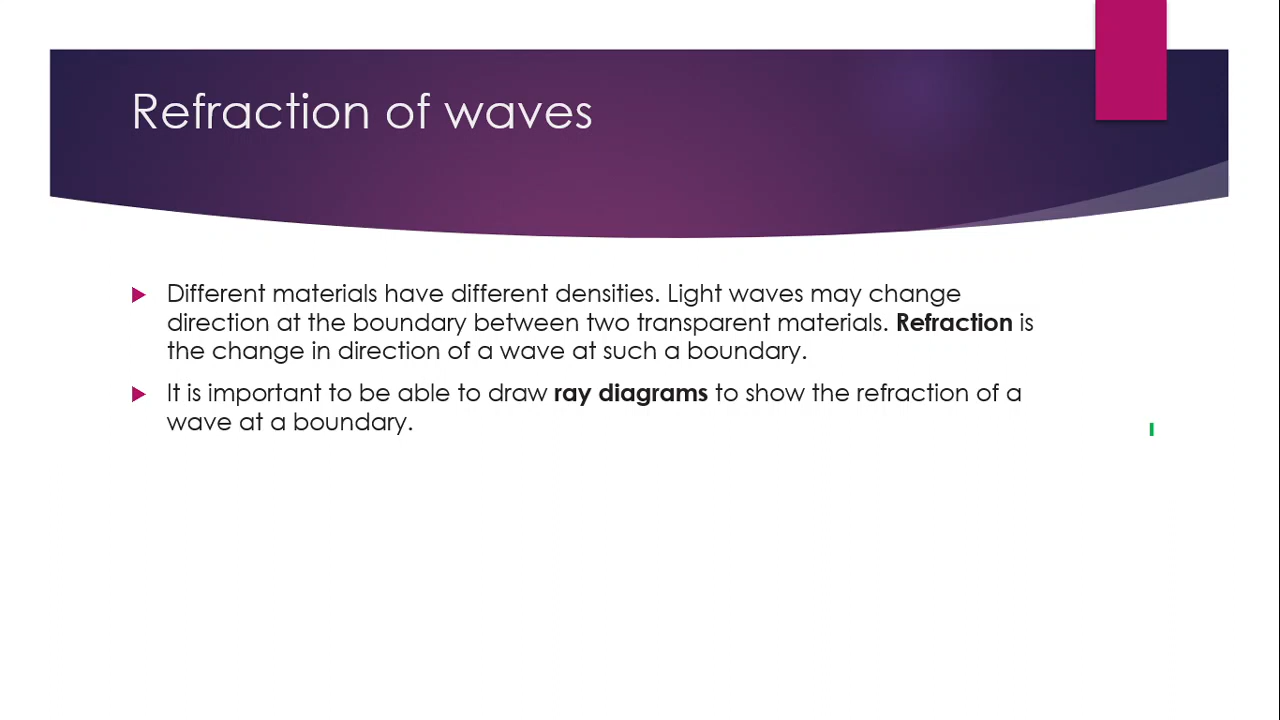 Refraction of waves
Different materials have different densities. Light waves may change
direction at the boundary between two transparent materials. Refraction is
the change in direction of a wave at such a boundary.
It is important to be able to draw ray diagrams to show the refraction of a
wave at a boundary.